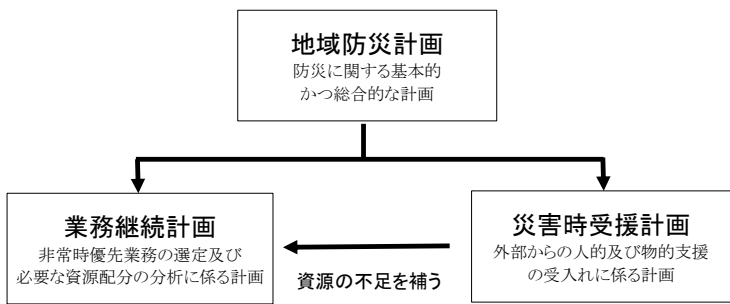 地域防災計画
防災に関する基本的
かつ総合的な計画
業務継続計画
非常時優先業務の選定及び
必要な資源配分の分析に係る計画
資源の不足を補う
災害時受援計画
外部からの人的及び物的支援
の受入れに係る計画